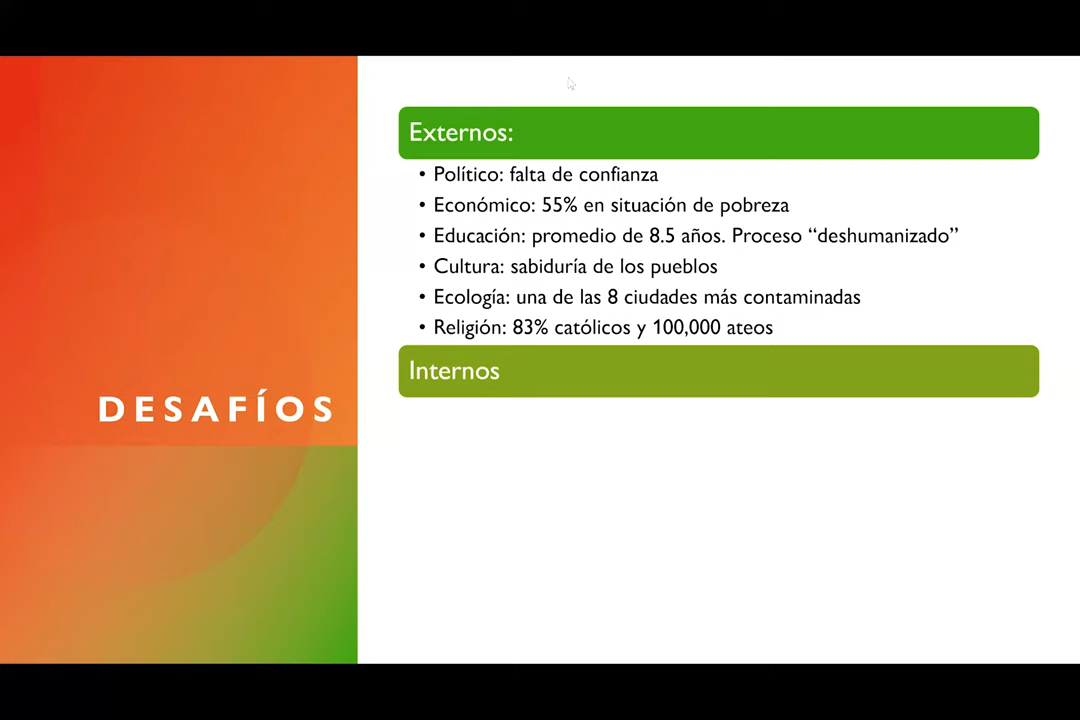 DESAFÍOS
Externos:
• Político: falta de confianza
• Económico: 55% en situación de pobreza
• Educación: promedio de 8.5 años. Proceso “deshumanizado”
• Cultura: sabiduría de los pueblos
• Ecología: una de las 8 ciudades más contaminadas
• Religión: 83% católicos y 100,000 ateos
Internos